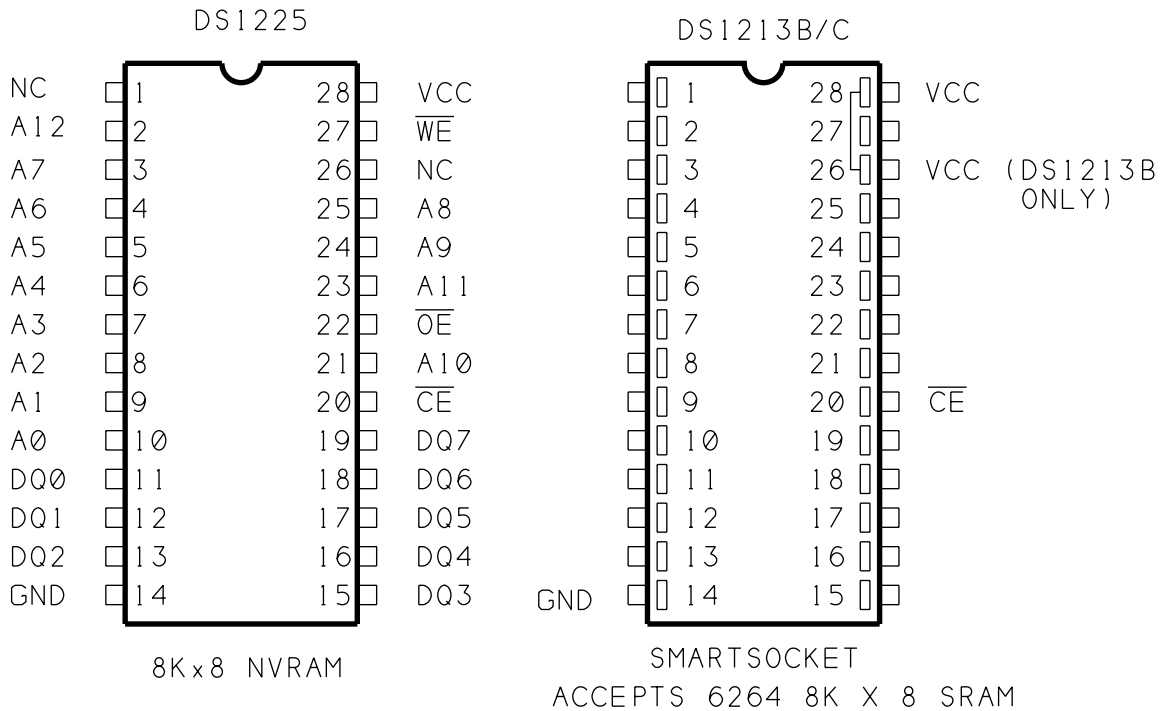 DS1225
DS1213B/C
NC 1 28 VCC
A12 2 27 W̅E̅
A7 3 26 NC
A6 4 25 A8
A5 5 24 A9
A4 6 23 A11
A3 7 22 O̅E̅
A2 8 21 A10
A1 9 20 C̅E̅
A0 10 19 DQ7
DQ0 11 18 DQ6
DQ1 12 17 DQ5
DQ2 13 16 DQ4
GND 14 15 DQ3
8Kx8 NVRAM
1 28 VCC
2 27
3 26 VCC (DS1213B
ONLY)
4 25
5 24
6 23
7 22
8 21
9 20 C̅E̅
10 19
11 18
12 17
13 16
GND 14 15
SMARTSOCKET
ACCEPTS 6264 8K X 8 SRAM